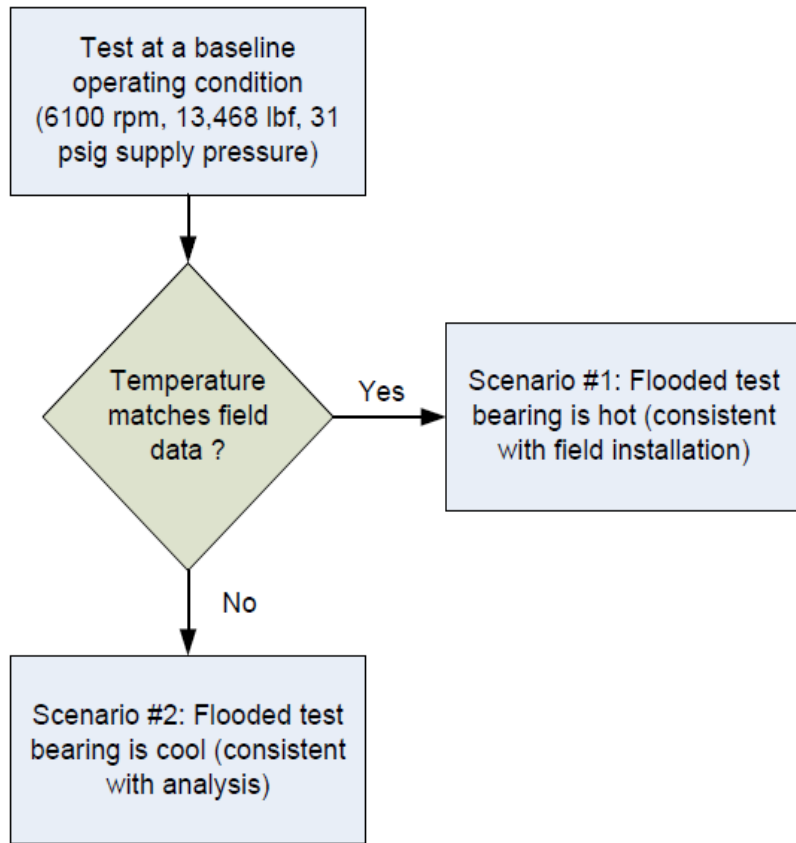 Test at a baseline
operating condition
(6100 rpm, 13,468 lbf, 31
psig supply pressure)
Temperature
matches field
data ?
Yes
Scenario #1: Flooded test
bearing is hot (consistent
with field installation)
No
Scenario #2: Flooded test
bearing is cool (consistent
with analysis)